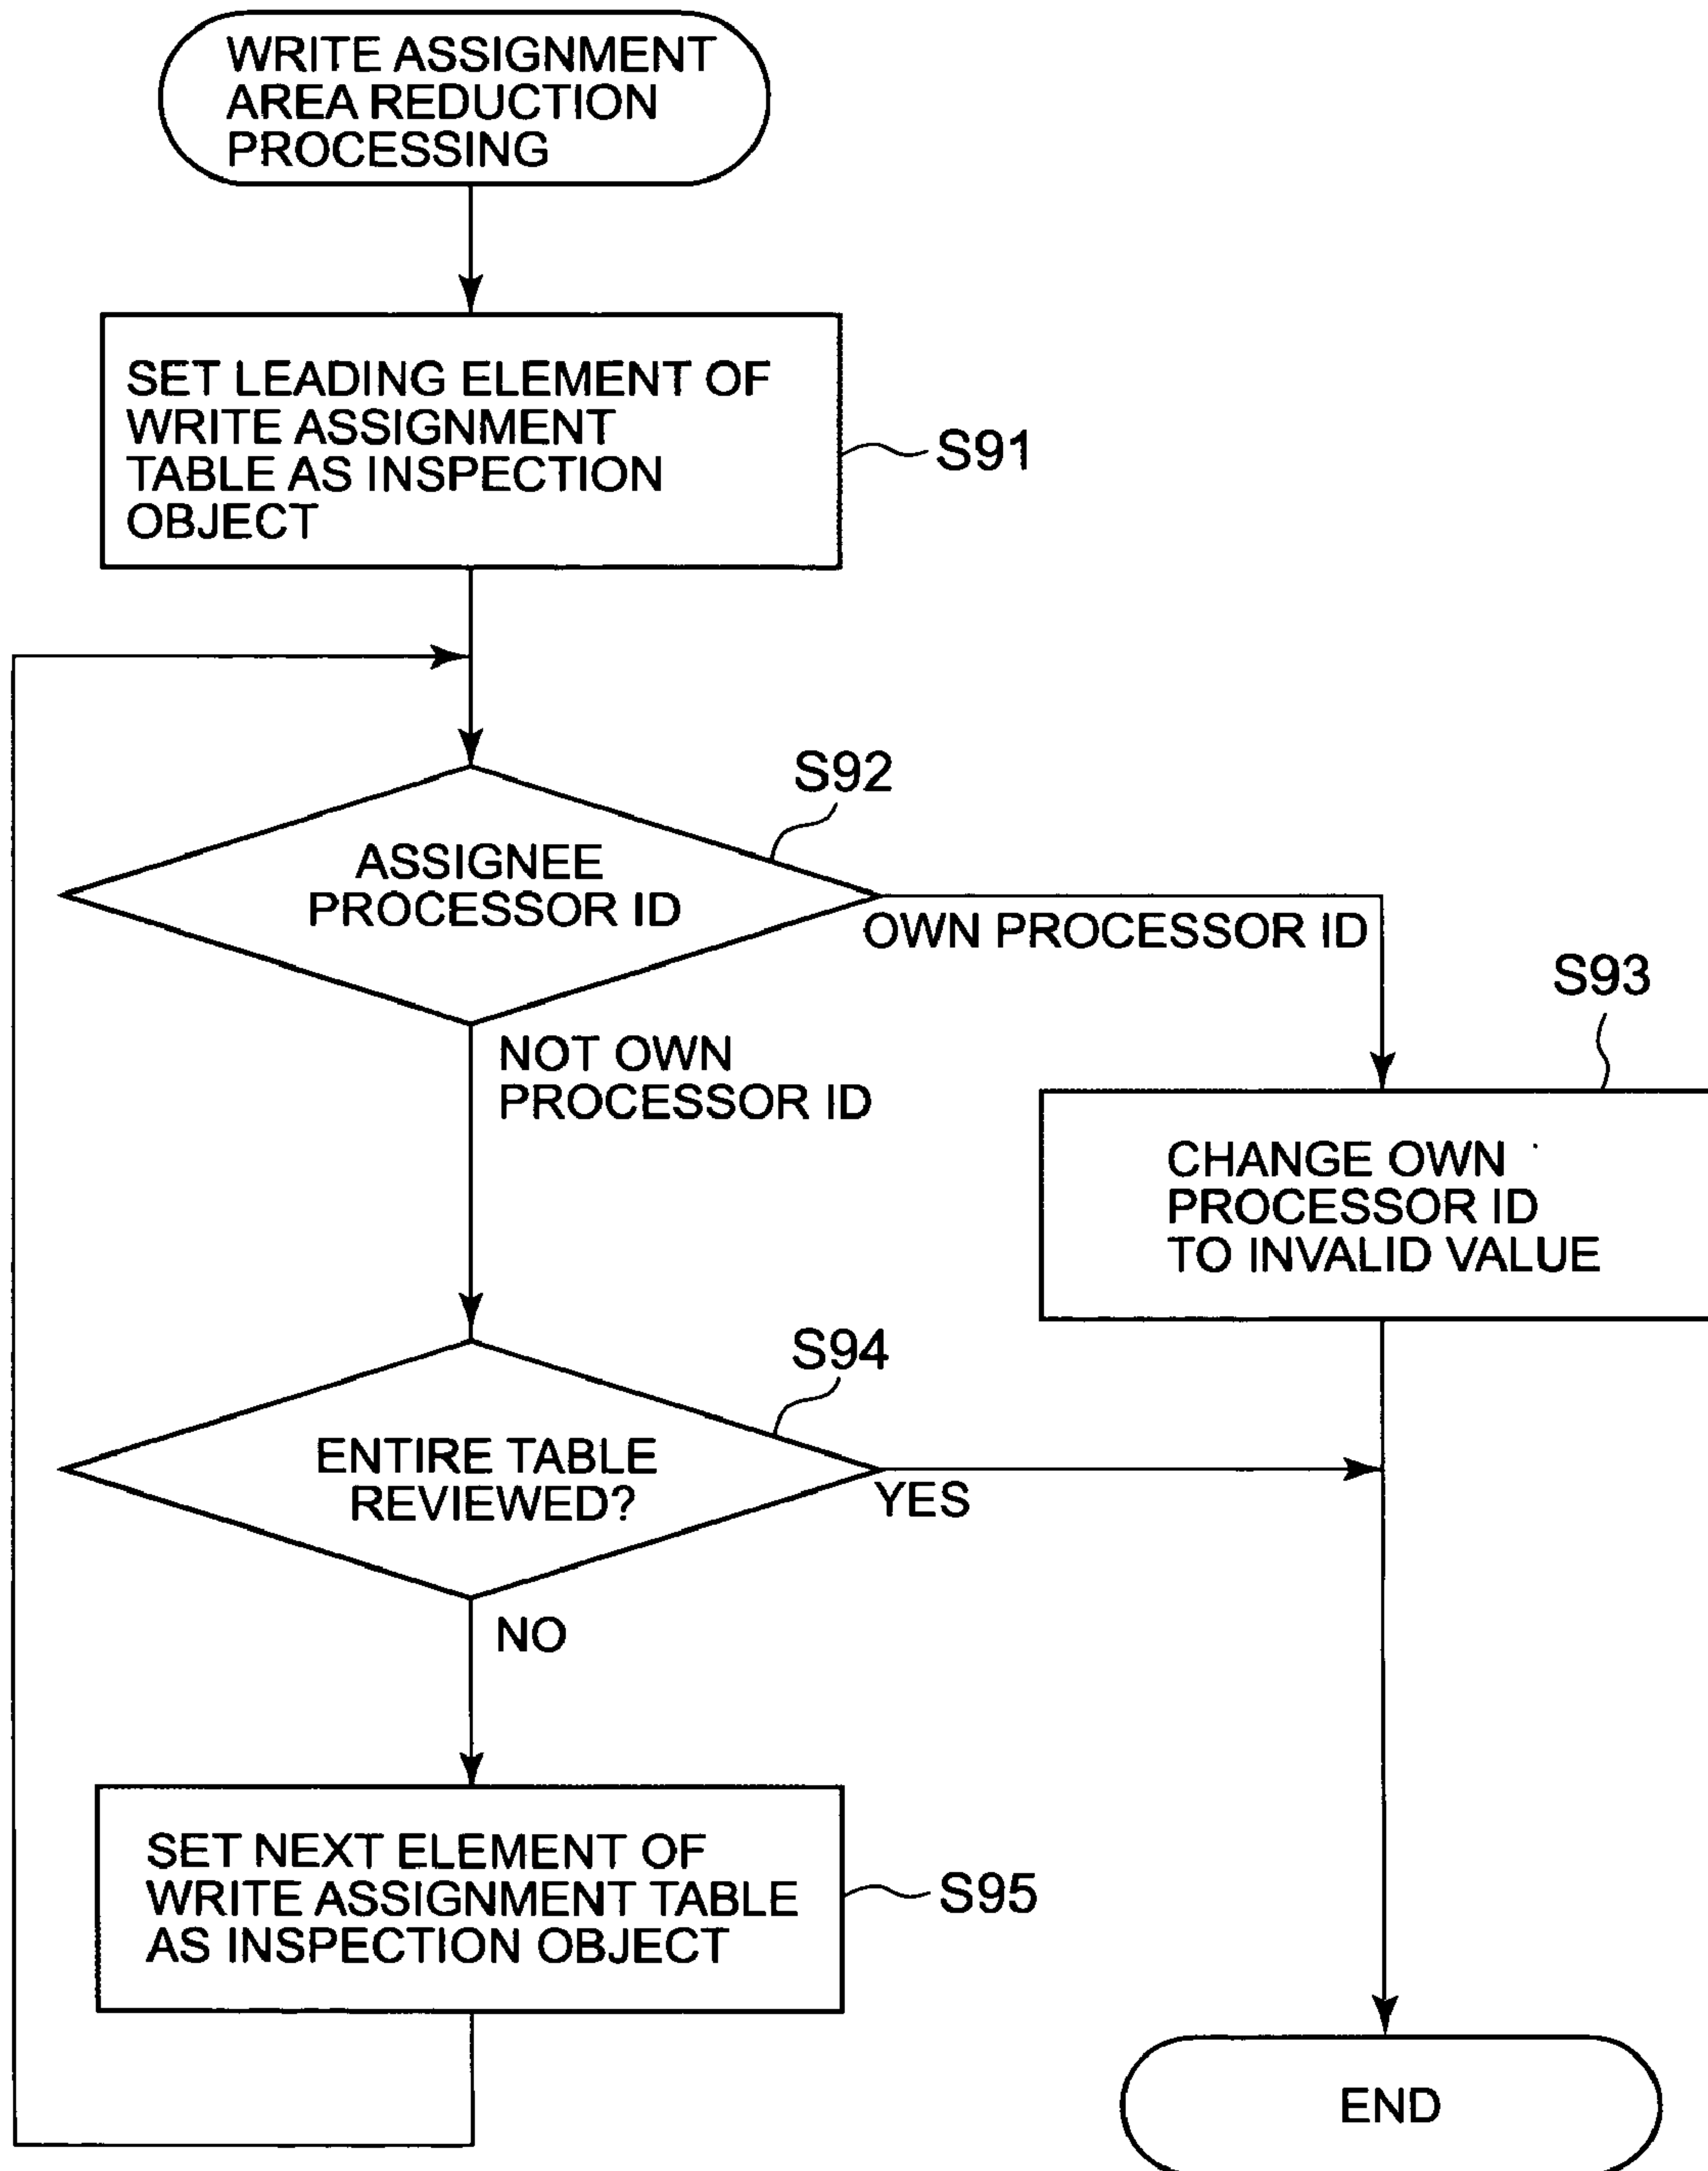 WRITE ASSIGNMENT
AREA REDUCTION
PROCESSING
SET LEADING ELEMENT OF
WRITE ASSIGNMENT
TABLE AS INSPECTION
OBJECT
S91
S92
ASSIGNEE
PROCESSOR ID
OWN PROCESSOR ID
S93
NOT OWN
PROCESSOR ID
CHANGE OWN
PROCESSOR ID
TO INVALID VALUE
S94
ENTIRE TABLE
REVIEWED?
YES
NO
SET NEXT ELEMENT OF
WRITE ASSIGNMENT TABLE
AS INSPECTION OBJECT
S95
END